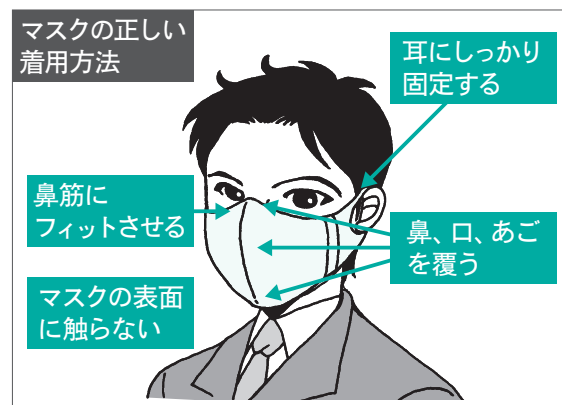 マスクの正しい
着用方法
耳にしっかり
固定する
鼻筋に
フィットさせる
鼻、口、あご
を覆う
マスクの表面
に触らない